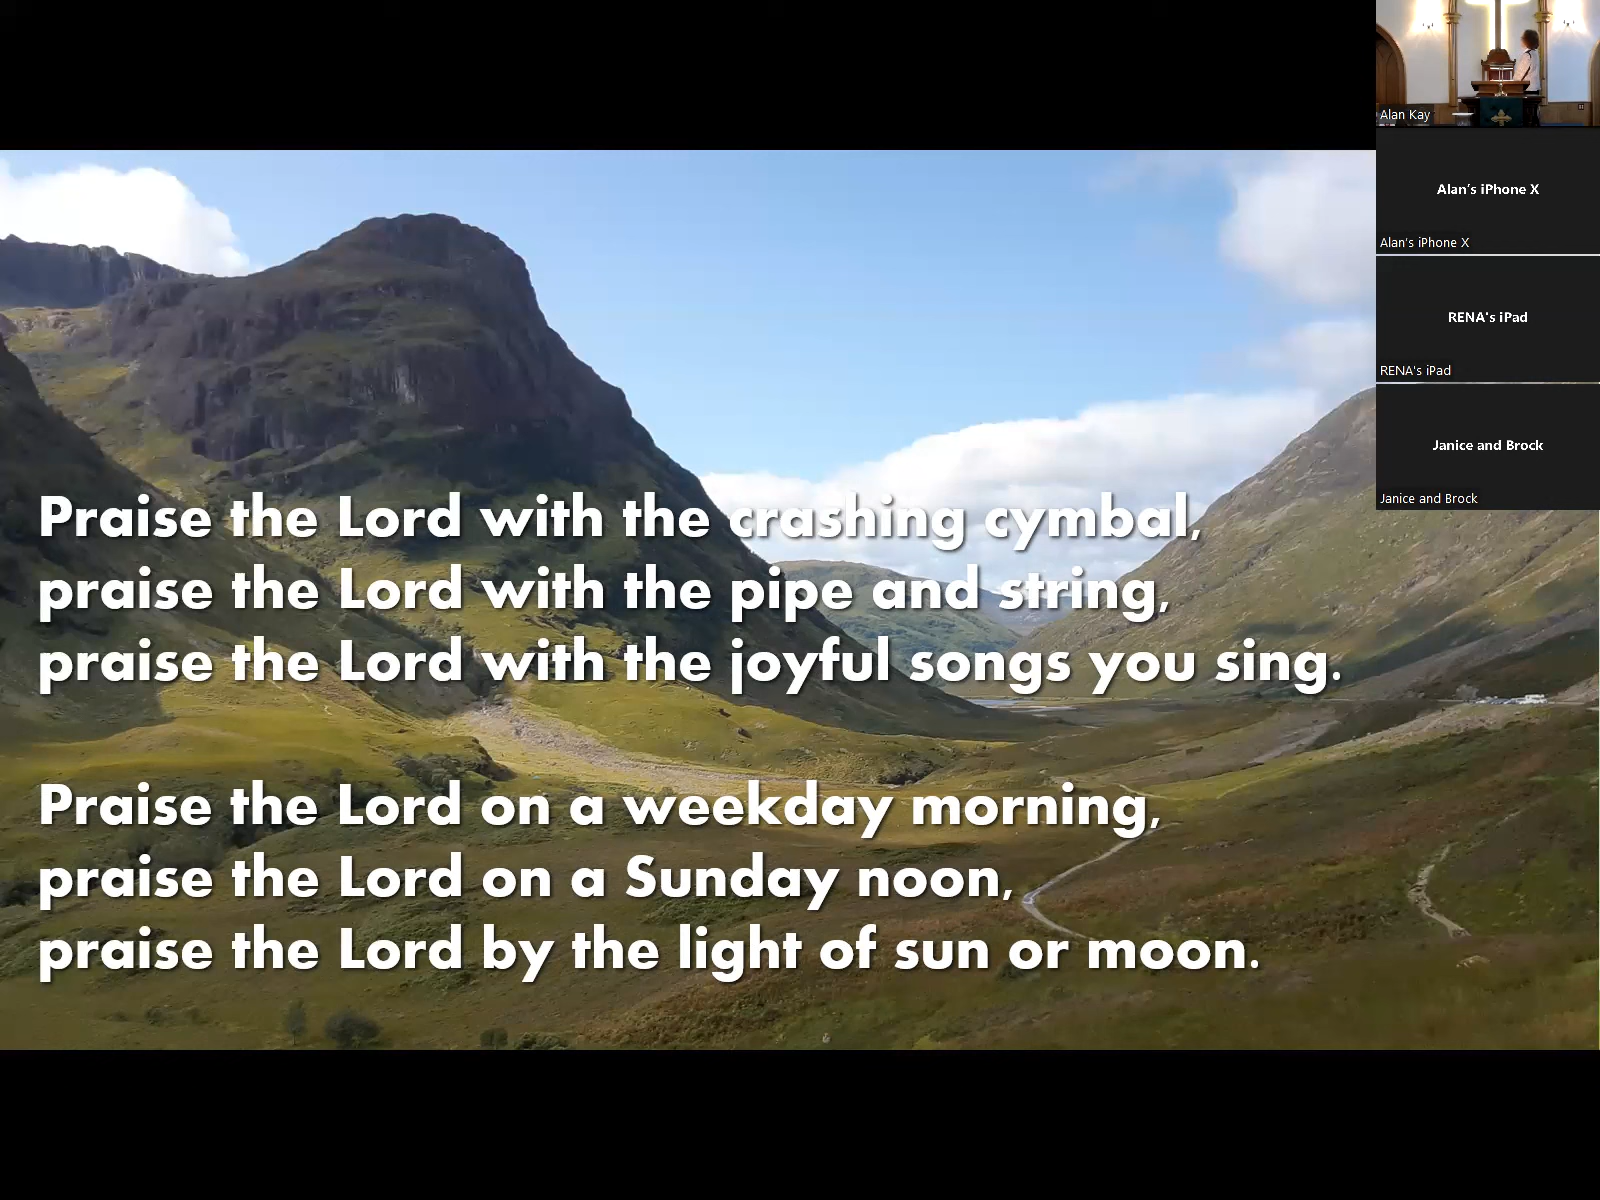 Praise the Lord with the crashing cymbal,
praise the Lord with the pipe and string,
praise the Lord with the joyful songs you sing.
Praise the Lord on a weekday morning,
praise the Lord on a Sunday noon,
praise the Lord by the light of sun or moon.
Alan Kay
Alan's iPhone X
Alan's iPhone X
RENA's iPad
RENA's iPad
Janice and Brock
Janice and Brock